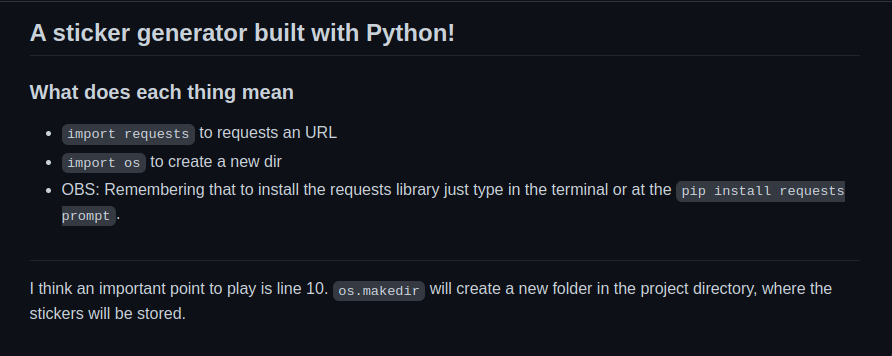 A sticker generator built with Python!
What does each thing mean
import requests to requests an URL
import os to create a new dir
OBS: Remembering that to install the requests library just type in the terminal or at the pip install requests
prompt.
I think an important point to play is line 10. os.makedir will create a new folder in the project directory, where the
stickers will be stored.